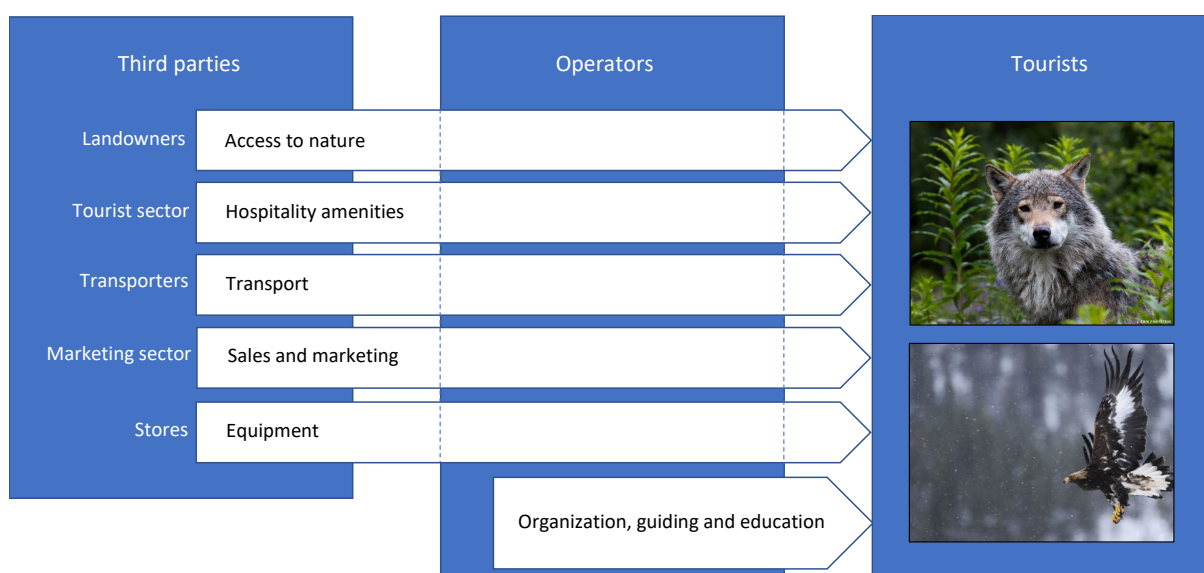 Third parties
Operators
Tourists
Landowners
Access to nature
Tourist sector
Hospitality amenities
Transporters
Transport
Marketing sector
Sales and marketing
Stores
Equipment
Organization, guiding and education